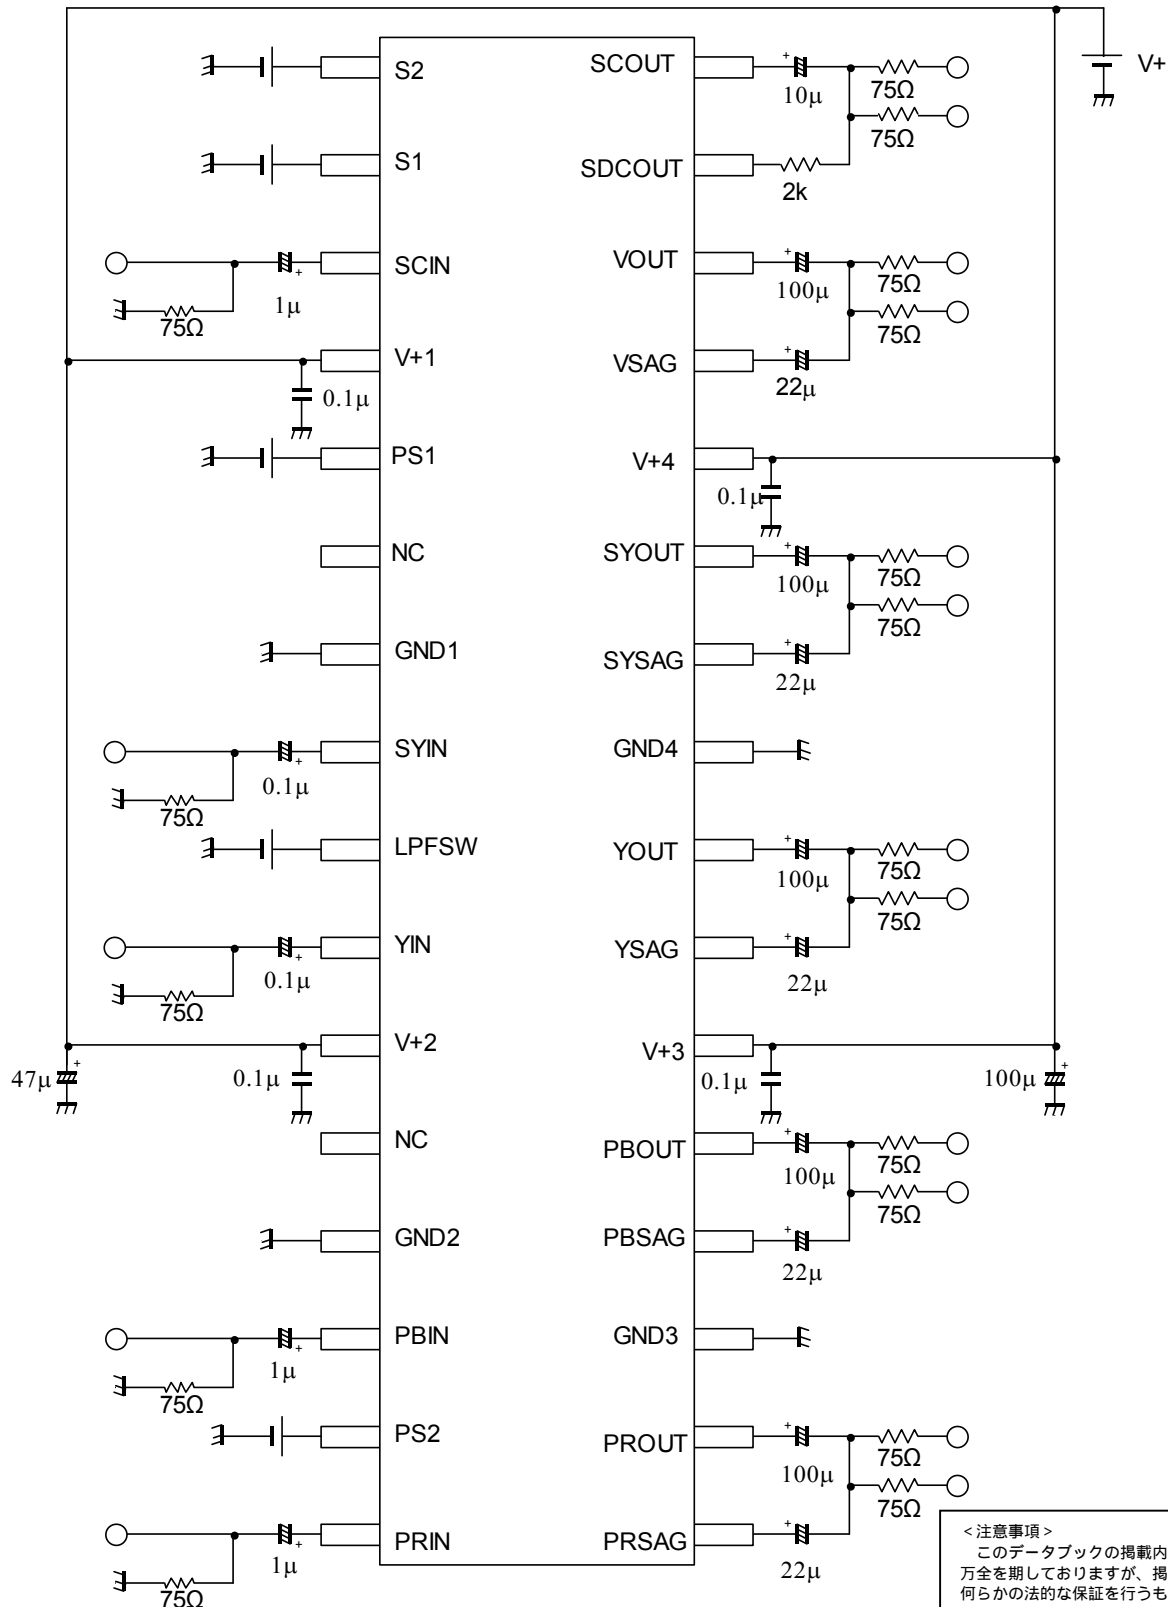 V+
S2
SCOUT
10μ
75Ω
75Ω
S1
SDCOUT
2k
SCIN
1μ
75Ω
VOUT
100μ
75Ω
75Ω
V+1
0.1μ
VSAG
22μ
PS1
V+4
0.1μ
NC
SYOUT
100μ
75Ω
75Ω
GND1
SYSAG
22μ
SYIN
0.1μ
75Ω
GND4
LPFSW
YOUT
100μ
75Ω
75Ω
YIN
0.1μ
75Ω
YSAG
22μ
V+2
47μ
0.1μ
V+3
0.1μ
100μ
NC
PBOUT
100μ
75Ω
75Ω
GND2
PBSAG
22μ
PBIN
1μ
75Ω
GND3
PS2
PROUT
100μ
75Ω
75Ω
PRIN
1μ
75Ω
PRSAG
22μ
<注意事項>
このデータブックの掲載内
万全を期しておりますが、掲
何らかの法的な保証を行うも